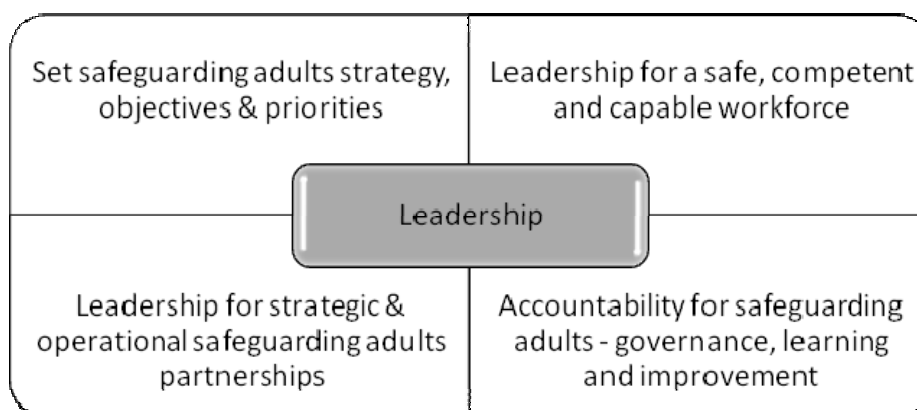 Set safeguarding adults strategy,
objectives & priorities
Leadership for a safe, competent
and capable workforce
Leadership
Leadership for strategic &
operational safeguarding adults
partnerships
Accountability for safeguarding
adults - governance, learning
and improvement